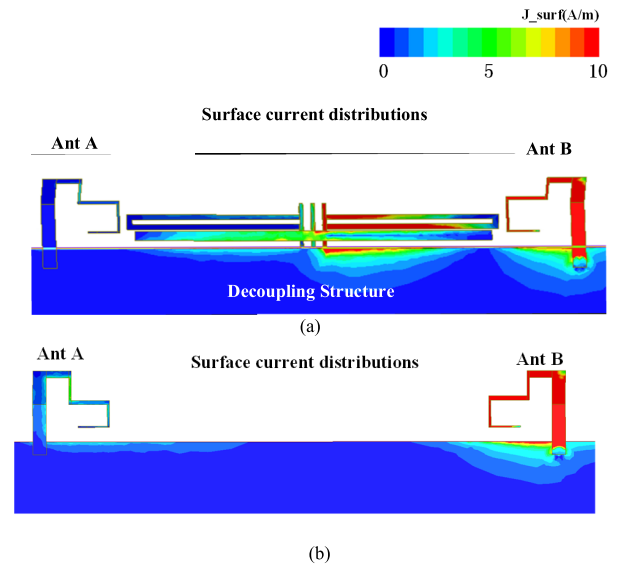 J_surf(A/m)
0 5 10
Surface current distributions
Ant A
Ant B
Decoupling Structure
(a)
Ant A
Surface current distributions
Ant B
(b)